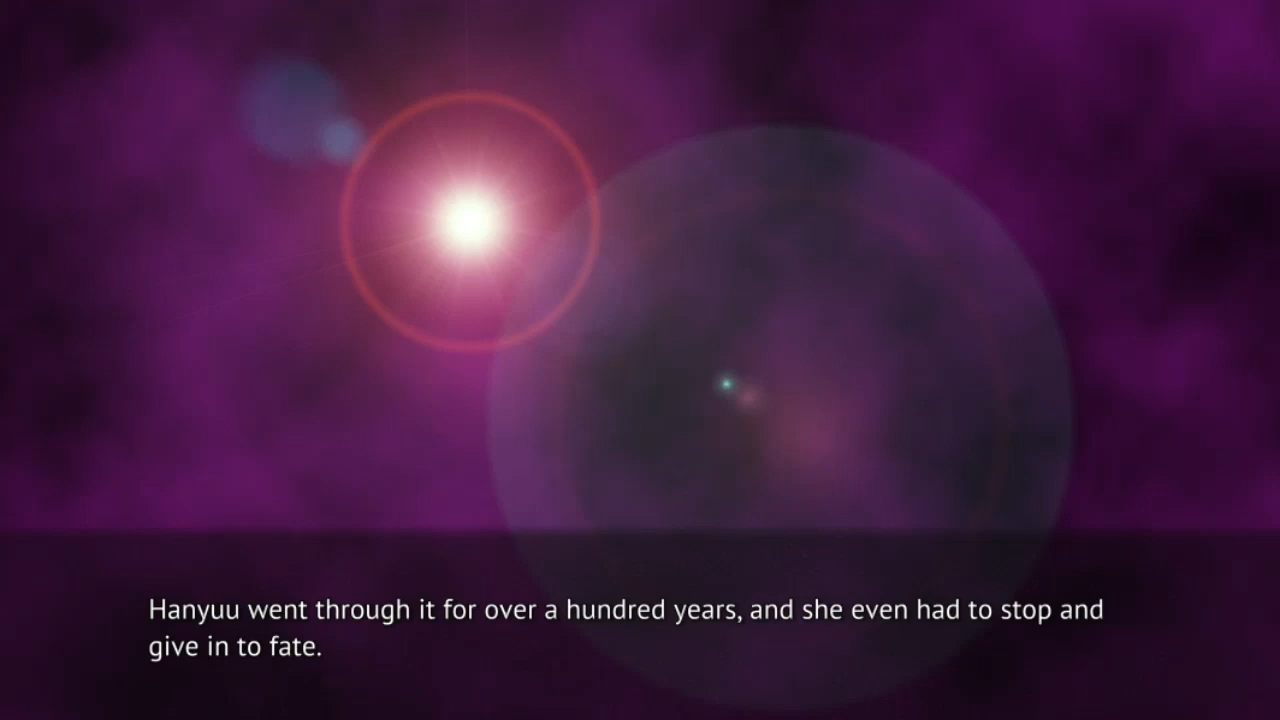 Hanyuu went through it for over a hundred years, and she even had to stop and
give in to fate.